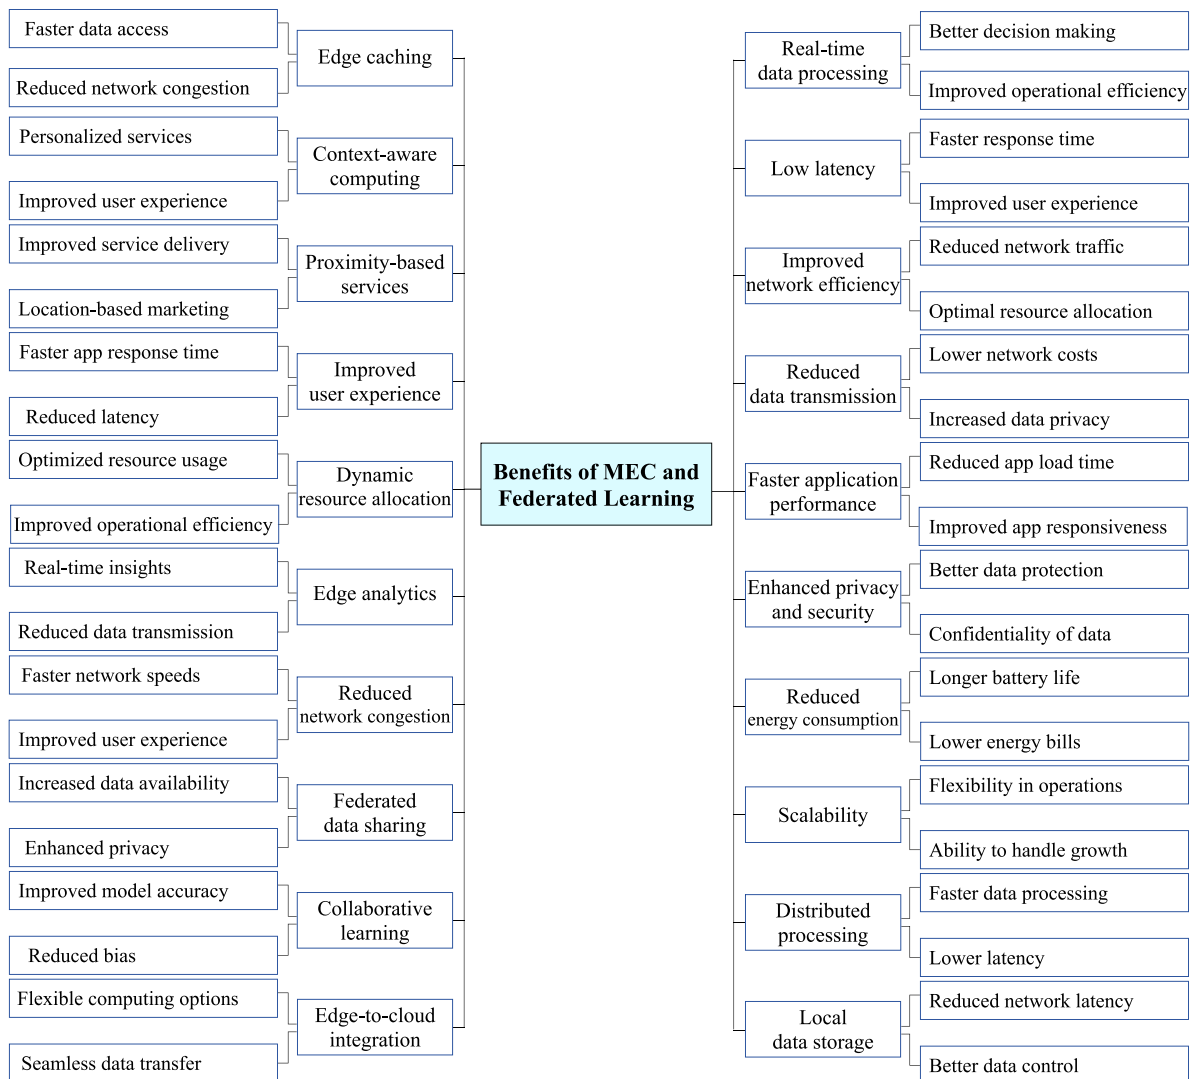 Faster data access
Reduced network congestion
Edge caching
Personalized services
Improved user experience
Context-aware
computing
Improved service delivery
Location-based marketing
Proximity-based
services
Faster app response time
Reduced latency
Improved
user experience
Optimized resource usage
Improved operational efficiency
Dynamic
resource allocation
Real-time insights
Reduced data transmission
Edge analytics
Faster network speeds
Improved user experience
Reduced
network congestion
Increased data availability
Enhanced privacy
Federated
data sharing
Improved model accuracy
Reduced bias
Collaborative
learning
Flexible computing options
Seamless data transfer
Edge-to-cloud
integration
Benefits of MEC and
Federated Learning
Real-time
data processing
Better decision making
Improved operational efficiency
Low latency
Faster response time
Improved user experience
Improved
network efficiency
Reduced network traffic
Optimal resource allocation
Reduced
data transmission
Lower network costs
Increased data privacy
Faster application
performance
Reduced app load time
Improved app responsiveness
Enhanced privacy
and security
Better data protection
Confidentiality of data
Reduced
energy consumption
Longer battery life
Lower energy bills
Scalability
Flexibility in operations
Ability to handle growth
Distributed
processing
Faster data processing
Lower latency
Local
data storage
Reduced network latency
Better data control